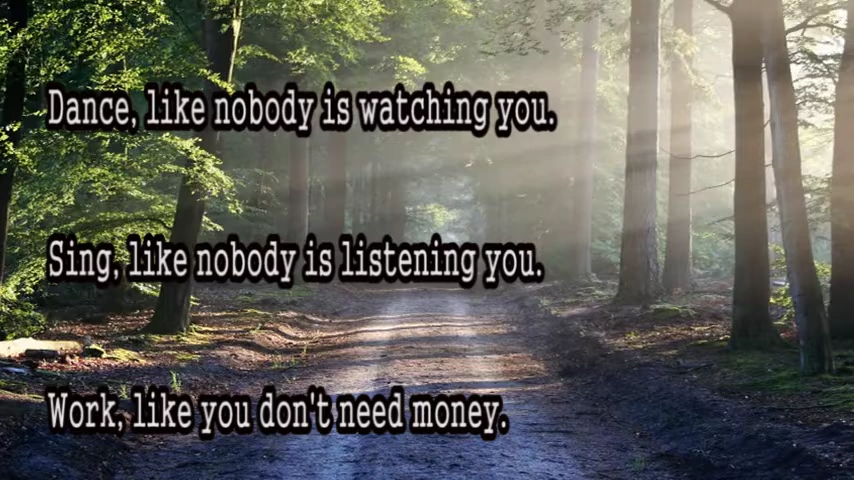 Dance, like nobody is watching you.
Sing, like nobody is listening you.
Work, like you don't need money.